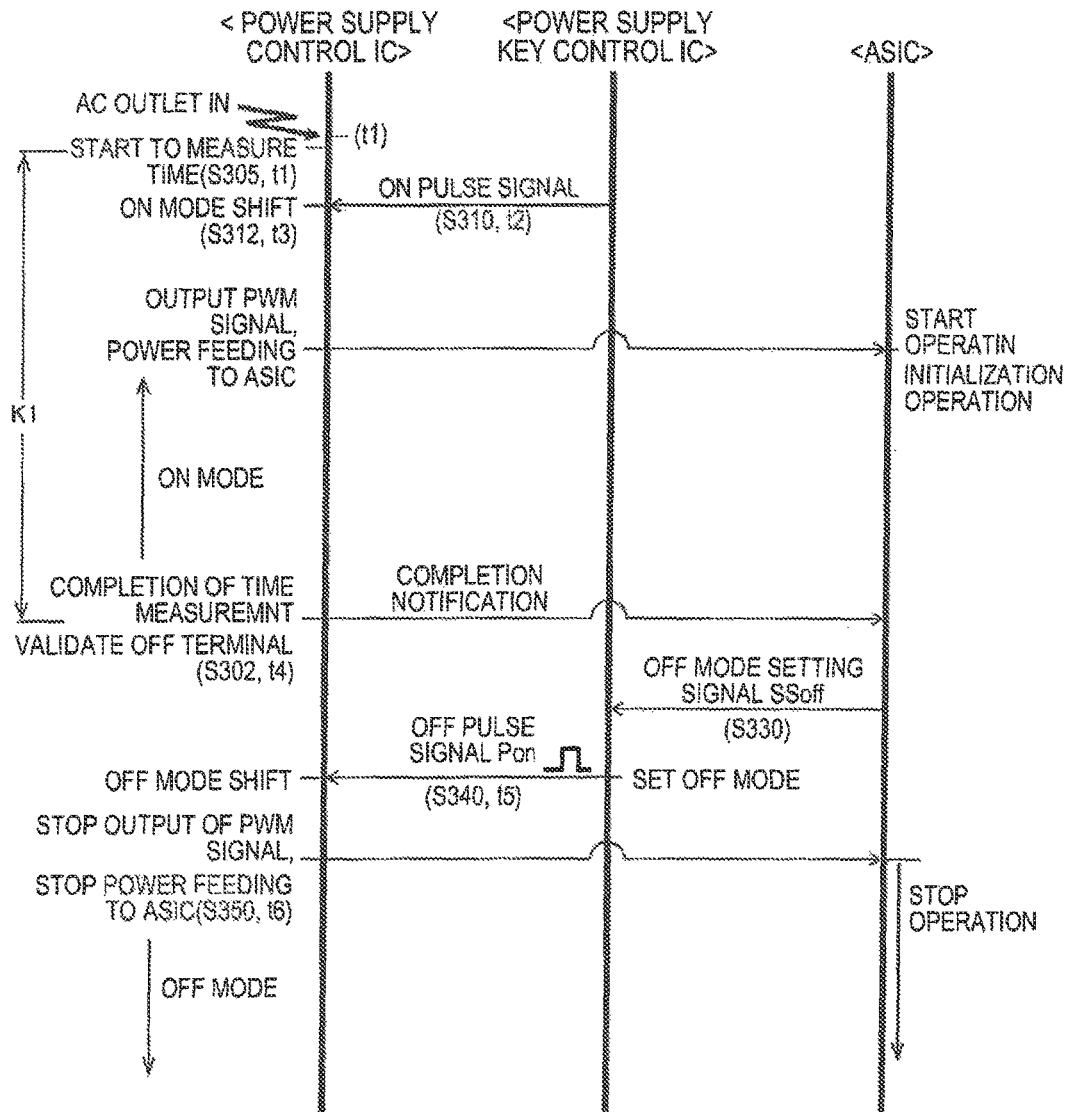 < POWER SUPPLY
CONTROL IC>
<POWER SUPPLY
KEY CONTROL IC>
<ASIC>
AC OUTLET IN
(t1)
START TO MEASURE
TIME(S305, t1)
ON PULSE SIGNAL
(S310, t2)
ON MODE SHIFT
(S312, t3)
OUTPUT PWM
SIGNAL,
POWER FEEDING
TO ASIC
START
OPERATIN
INITIALIZATION
OPERATION
K1
ON MODE
COMPLETION OF TIME
MEASUREMNT
COMPLETION
NOTIFICATION
VALIDATE OFF TERMINAL
(S302, t4)
OFF MODE SETTING
SIGNAL SSoff
(S330)
OFF PULSE
SIGNAL Pon
(S340, t5)
OFF MODE SHIFT
SET OFF MODE
STOP OUTPUT OF PWM
SIGNAL,
STOP POWER FEEDING
TO ASIC(S350, t6)
STOP
OPERATION
OFF MODE